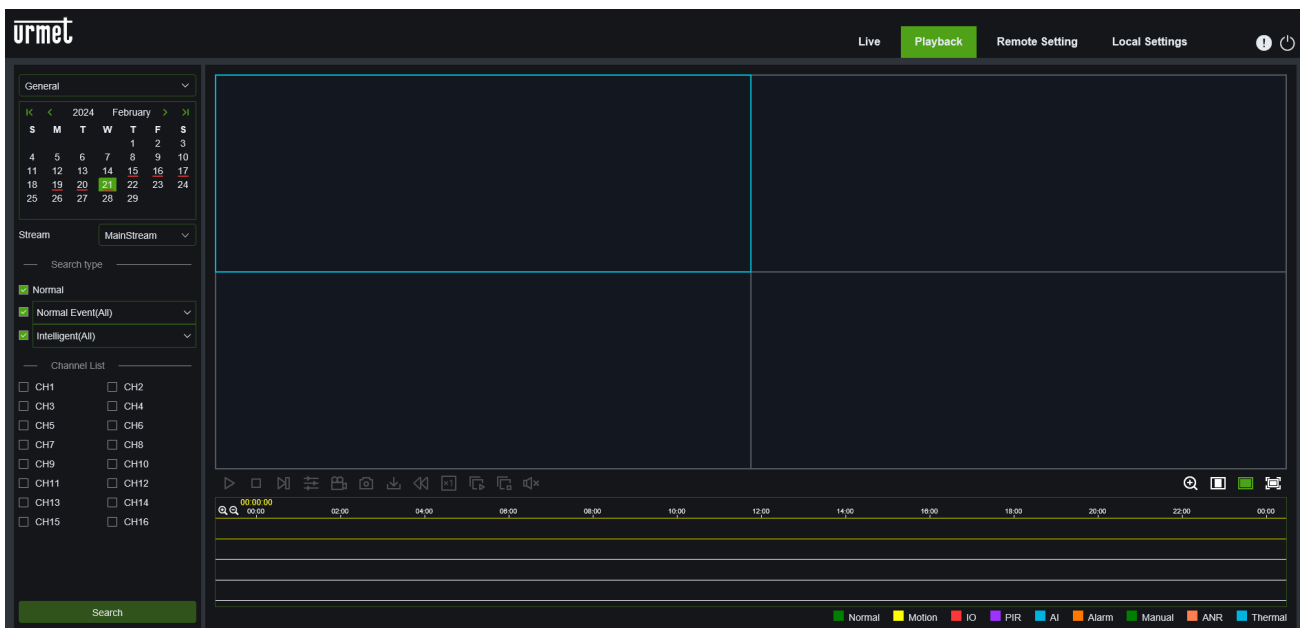 urmet
Live Playback Remote Setting Local Settings
General
2024 February
S M T W T F S
1 2 3
4 5 6 7 8 9 10
11 12 13 14 15 16 17
18 19 20 21 22 23 24
25 26 27 28 29
Stream MainStream
Search type
Normal
Normal Event(All)
Intelligent(All)
Channel List
CH1 CH2
CH3 CH4
CH5 CH6
CH7 CH8
CH9 CH10
CH11 CH12
CH13 CH14
CH15 CH16
Search
×1
00:00:00
00:00 02:00 04:00 06:00 08:00 10:00 12:00 14:00 16:00 18:00 20:00 22:00 00:00
Normal Motion IO PIR AI Alarm Manual ANR Thermal